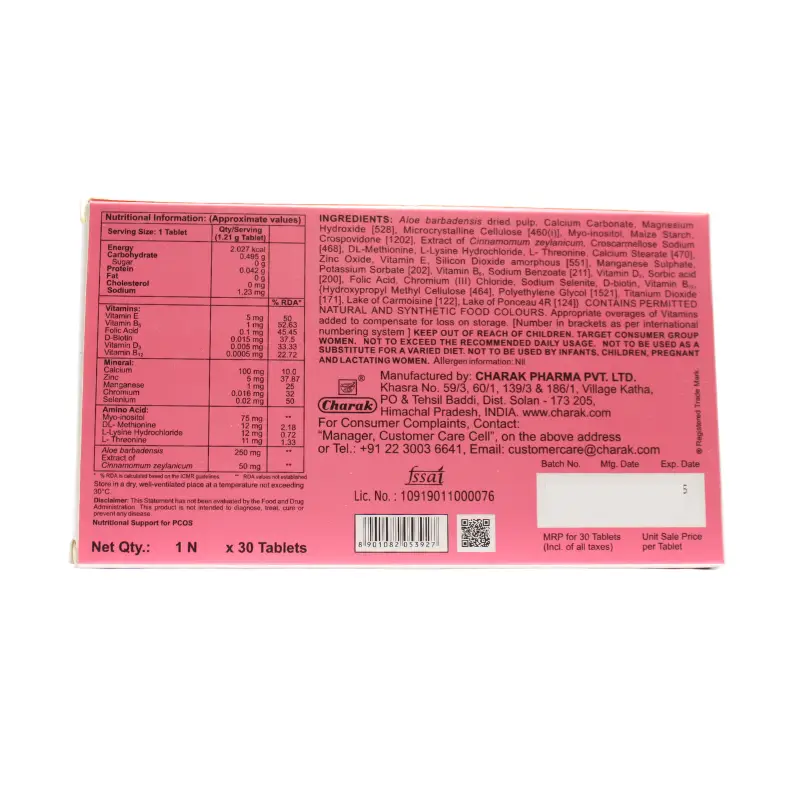 Nutritional Information: (Approximate values)
Serving Size: 1 Tablet
Qty/Serving
(1.21 g Tablet)
Energy 2.027 kcal
Carbohydrate 0.495 g
Sugar 0 g
Protein 0.042 g
Fat 0 g
Cholesterol 0 mg
Sodium 1.23 mg
% RDA*
Vitamins:
Vitamin E 5 mg 50
Vitamin B₆ 1 mg 52.63
Folic Acid 0.1 mg 45.45
D-Biotin 0.015 mg 37.5
Vitamin D₃ 0.008 mg 33.33
Vitamin B₁₂ 0.0005 mg 22.72
Mineral:
Calcium 100 mg 10.0
Zinc 5 mg 37.87
Manganese 1 mg 25
Chromium 0.016 mg 32
Selenium 0.02 mg 50
Amino Acid:
Myo-inositol 75 mg **
DL- Methionine 12 mg 2.18
L-Lysine Hydrochloride 12 mg 0.72
L- Threonine 11 mg 1.33
Aloe barbadensis 250 mg **
Extract of
Cinnamomum zeylanicum 50 mg **
* % RDA is calculated based on the ICMR guidelines ** RDA values not established
Store in a dry, well-ventilated place at a temperature not exceeding
30°C.
Disclaimer: This Statement has not been evaluated by the Food and Drug
Administration. This product is not intended to diagnose, treat, cure or
prevent any disease.
Nutritional Support for PCOS
Net Qty.: 1 N x 30 Tablets
INGREDIENTS: Aloe barbadensis dried pulp, Calcium Carbonate, Magnesium
Hydroxide [528], Microcrystalline Cellulose [460(i)], Myo-inositol, Maize Starch,
Crospovidone [1202], Extract of Cinnamomum zeylanicum, Croscarmellose Sodium
[468], DL-Methionine, L-Lysine Hydrochloride, L- Threonine, Calcium Stearate [470],
Zinc Oxide, Vitamin E, Silicon Dioxide amorphous [551], Manganese Sulphate,
Potassium Sorbate [202], Vitamin B₆, Sodium Benzoate [211], Vitamin D₃, Sorbic acid
[200], Folic Acid, Chromium (III) Chloride, Sodium Selenite, D-biotin, Vitamin B₁₂,
{Hydroxypropyl Methyl Cellulose [464], Polyethylene Glycol [1521], Titanium Dioxide
[171], Lake of Carmoisine [122], Lake of Ponceau 4R [124]} CONTAINS PERMITTED
NATURAL AND SYNTHETIC FOOD COLOURS. Appropriate overages of Vitamins
added to compensate for loss on storage. [Number in brackets as per international
numbering system ] KEEP OUT OF REACH OF CHILDREN. TARGET CONSUMER GROUP
WOMEN. NOT TO EXCEED THE RECOMMENDED DAILY USAGE. NOT TO BE USED AS A
SUBSTITUTE FOR A VARIED DIET. NOT TO BE USED BY INFANTS, CHILDREN, PREGNANT
AND LACTATING WOMEN. Allergen information: Nil
Charak
Manufactured by: CHARAK PHARMA PVT. LTD.
Khasra No. 59/3, 60/1, 139/3 & 186/1, Village Katha,
PO & Tehsil Baddi, Dist. Solan - 173 205,
Himachal Pradesh, INDIA. www.charak.com
For Consumer Complaints, Contact:
"Manager, Customer Care Cell", on the above address
or Tel.: +91 22 3003 6641, Email: customercare@charak.com
® Registered Trade Mark.
fssai
Lic. No. : 10919011000076
8 901082 053927
Batch No. Mfg. Date Exp. Date
MRP for 30 Tablets
(Incl. of all taxes)
Unit Sale Price
per Tablet